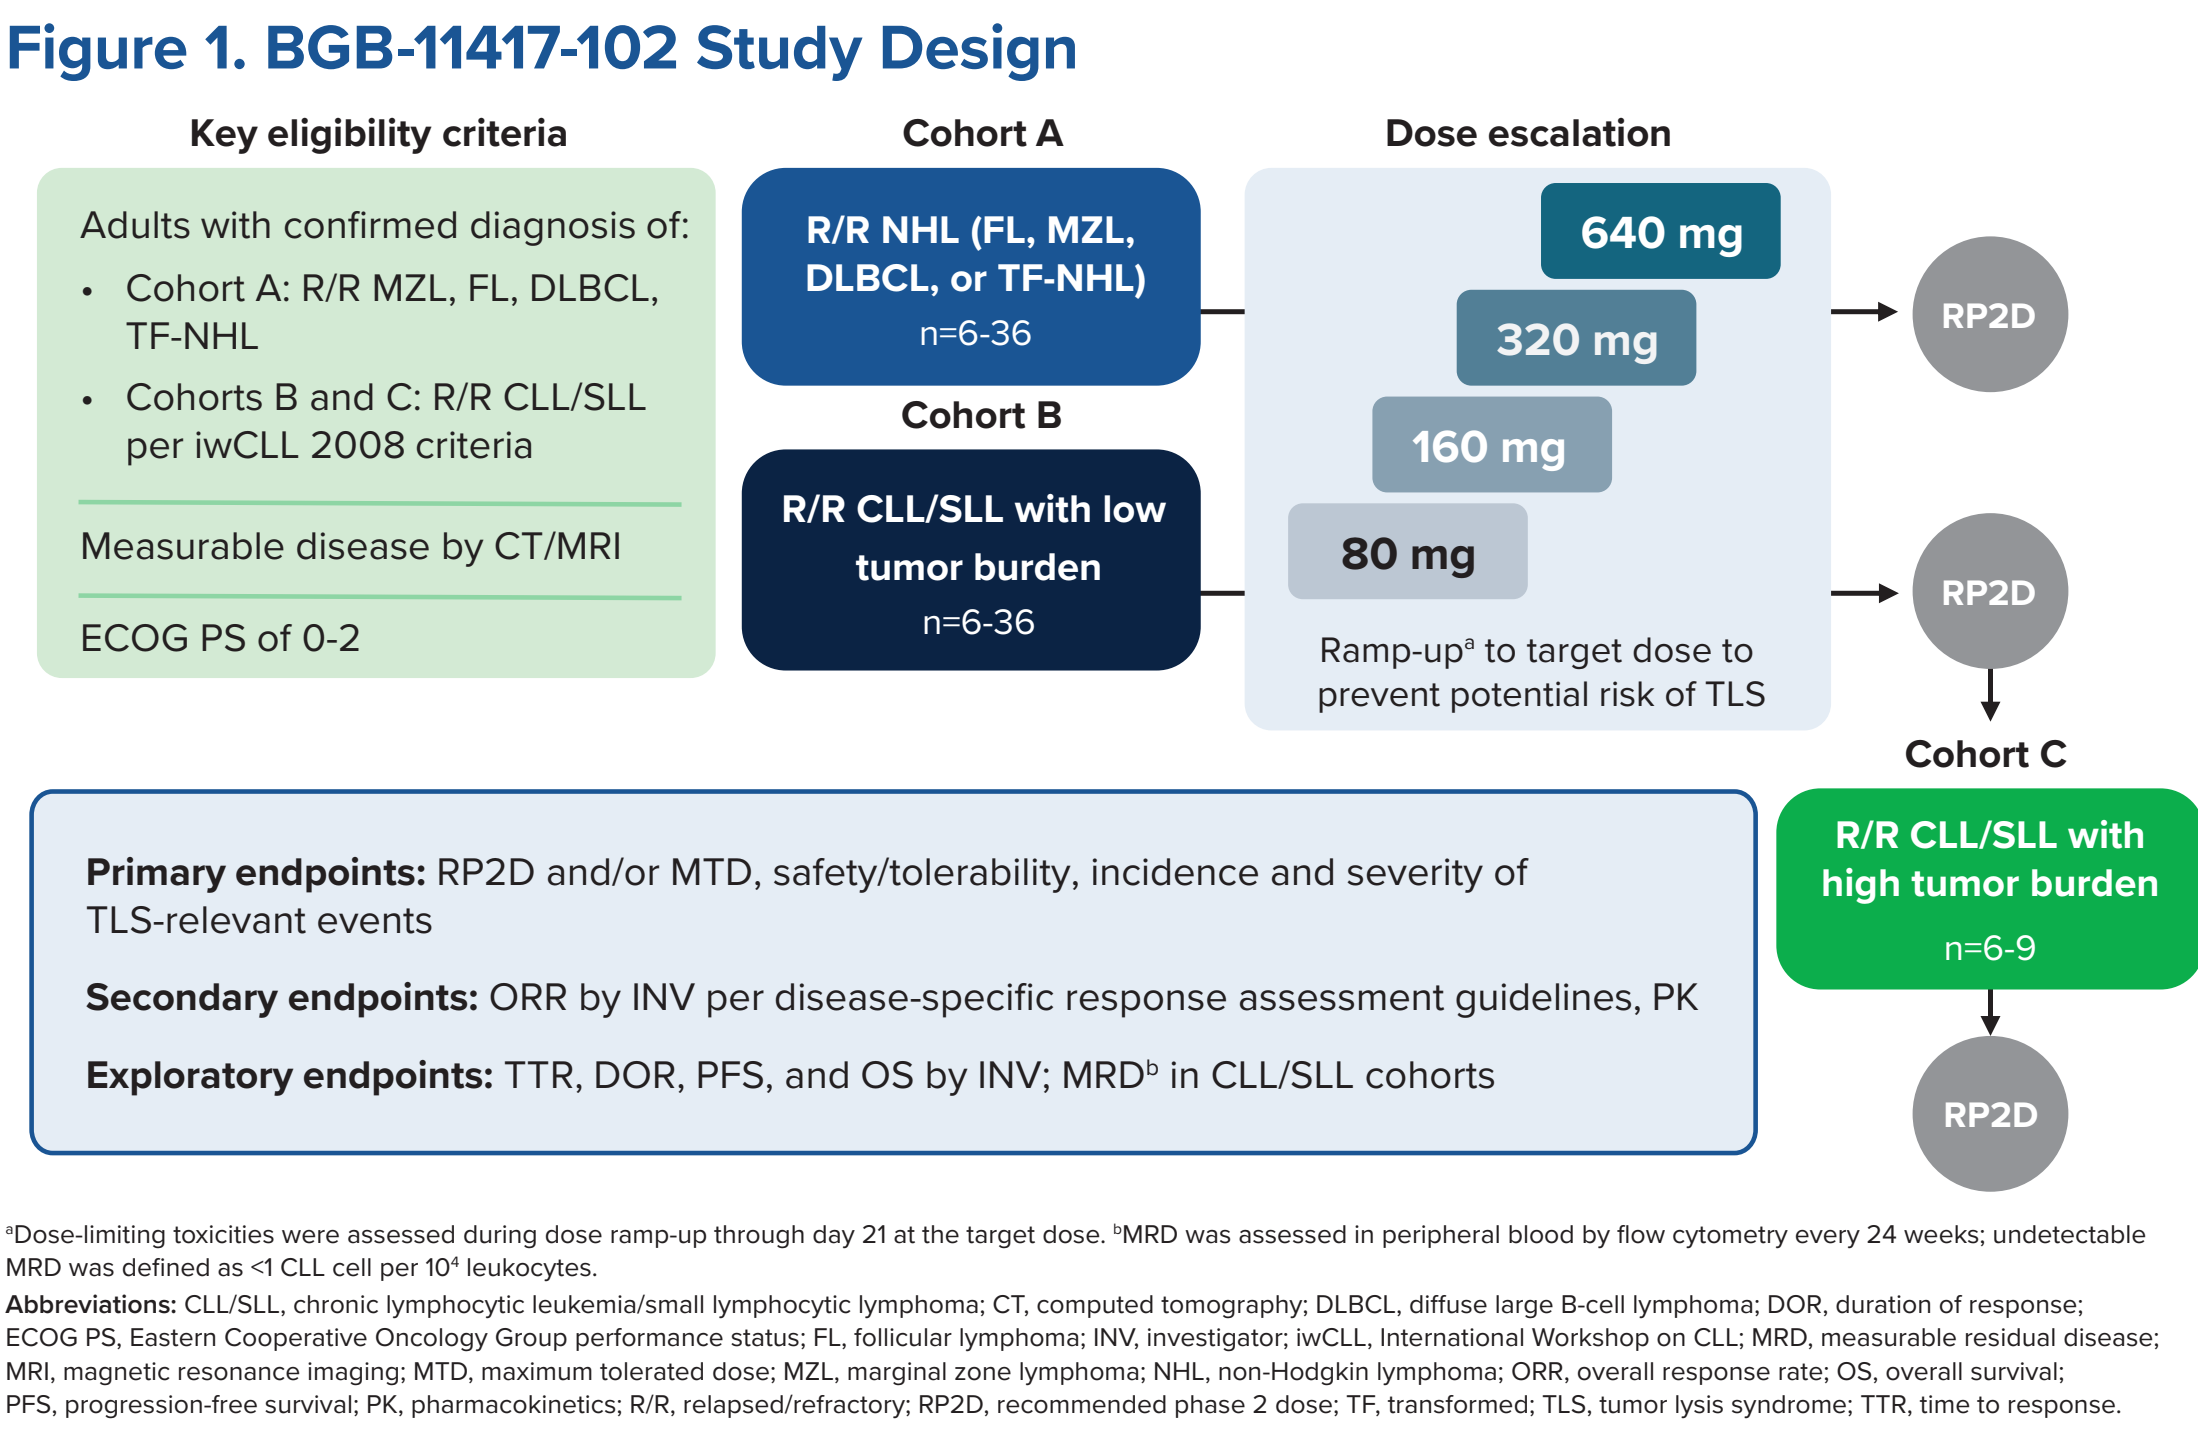 Figure 1. BGB-11417-102 Study Design
Key eligibility criteria
Adults with confirmed diagnosis of:
• Cohort A: R/R MZL, FL, DLBCL,
TF-NHL
• Cohorts B and C: R/R CLL/SLL
per iwCLL 2008 criteria
Measurable disease by CT/MRI
ECOG PS of 0-2
Cohort A
R/R NHL (FL, MZL,
DLBCL, or TF-NHL)
n=6-36
Cohort B
R/R CLL/SLL with low
tumor burden
n=6-36
Dose escalation
640 mg
320 mg
160 mg
80 mg
Ramp-upᵃ to target dose to
prevent potential risk of TLS
RP2D
RP2D
Cohort C
R/R CLL/SLL with
high tumor burden
n=6-9
RP2D
Primary endpoints: RP2D and/or MTD, safety/tolerability, incidence and severity of
TLS-relevant events
Secondary endpoints: ORR by INV per disease-specific response assessment guidelines, PK
Exploratory endpoints: TTR, DOR, PFS, and OS by INV; MRDᵇ in CLL/SLL cohorts
ᵃDose-limiting toxicities were assessed during dose ramp-up through day 21 at the target dose. ᵇMRD was assessed in peripheral blood by flow cytometry every 24 weeks; undetectable
MRD was defined as <1 CLL cell per 10⁴ leukocytes.
Abbreviations: CLL/SLL, chronic lymphocytic leukemia/small lymphocytic lymphoma; CT, computed tomography; DLBCL, diffuse large B-cell lymphoma; DOR, duration of response;
ECOG PS, Eastern Cooperative Oncology Group performance status; FL, follicular lymphoma; INV, investigator; iwCLL, International Workshop on CLL; MRD, measurable residual disease;
MRI, magnetic resonance imaging; MTD, maximum tolerated dose; MZL, marginal zone lymphoma; NHL, non-Hodgkin lymphoma; ORR, overall response rate; OS, overall survival;
PFS, progression-free survival; PK, pharmacokinetics; R/R, relapsed/refractory; RP2D, recommended phase 2 dose; TF, transformed; TLS, tumor lysis syndrome; TTR, time to response.